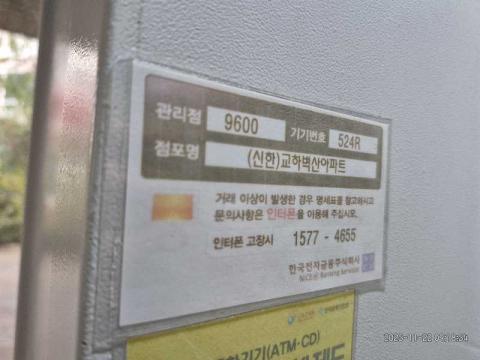 관리점 9600 기기번호 524R
점포명 (신한)교하벽산아파트
거래 이상이 발생한 경우 명세표를 참고하시고
문의사항은 인터폰을 이용해 주십시오.
인터폰 고장시 1577 - 4655
한국전자금융주식회사
NICE Banking Services
(ATM·CD)